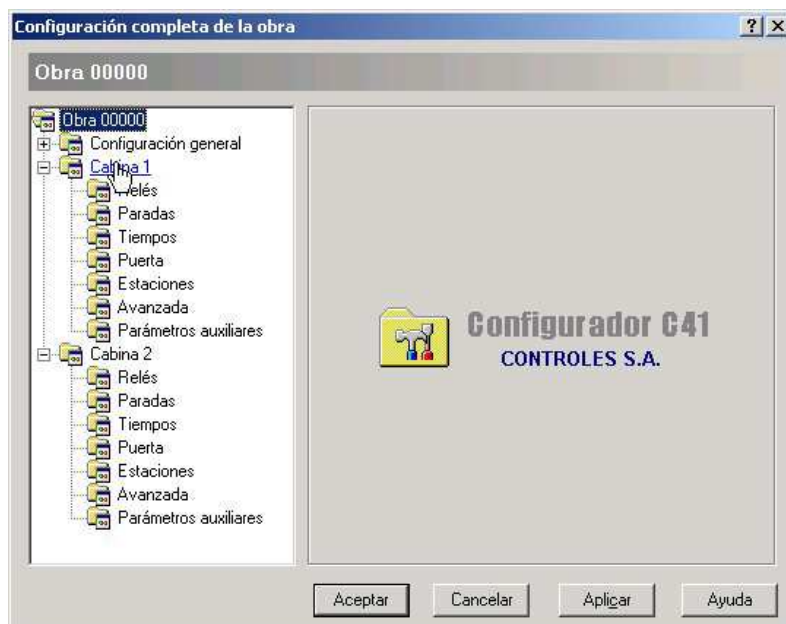 Configuración completa de la obra
Obra 00000
Obra 00000
Configuración general
Cabina 1
Relés
Paradas
Tiempos
Puerta
Estaciones
Avanzada
Parámetros auxiliares
Cabina 2
Relés
Paradas
Tiempos
Puerta
Estaciones
Avanzada
Parámetros auxiliares
Configurador C41
CONTROLES S.A.
Aceptar Cancelar Aplicar Ayuda